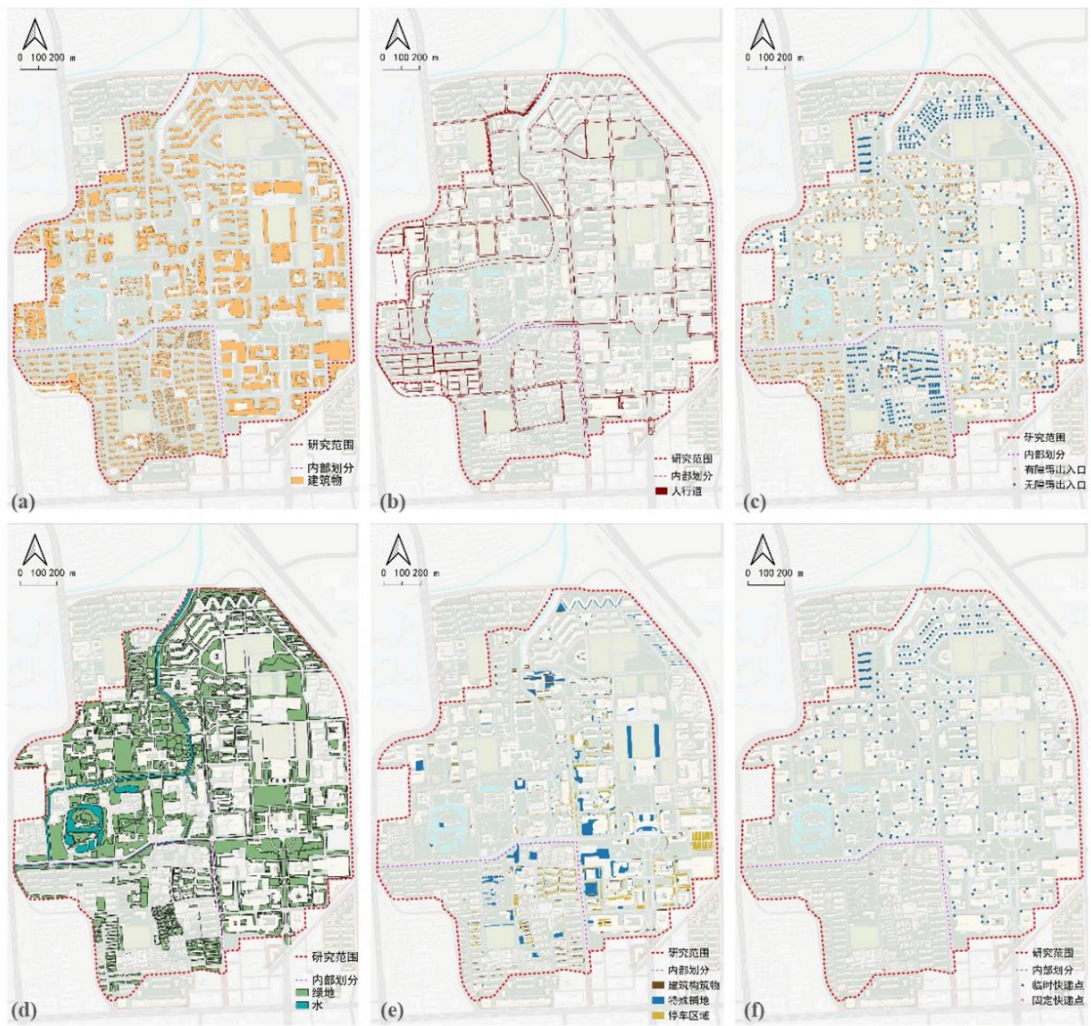 0 100 200 m
研究范围
内部划分
建筑物
(a)
0 100 200 m
研究范围
内部划分
人行道
(b)
0 100 200 m
研究范围
内部划分
有障碍出入口
无障碍出入口
(c)
0 100 200 m
研究范围
内部划分
绿地
水
(d)
0 100 200 m
研究范围
内部划分
建筑构筑物
特殊铺地
停车区域
(e)
0 100 200 m
研究范围
内部划分
临时快递点
固定快递点
(f)